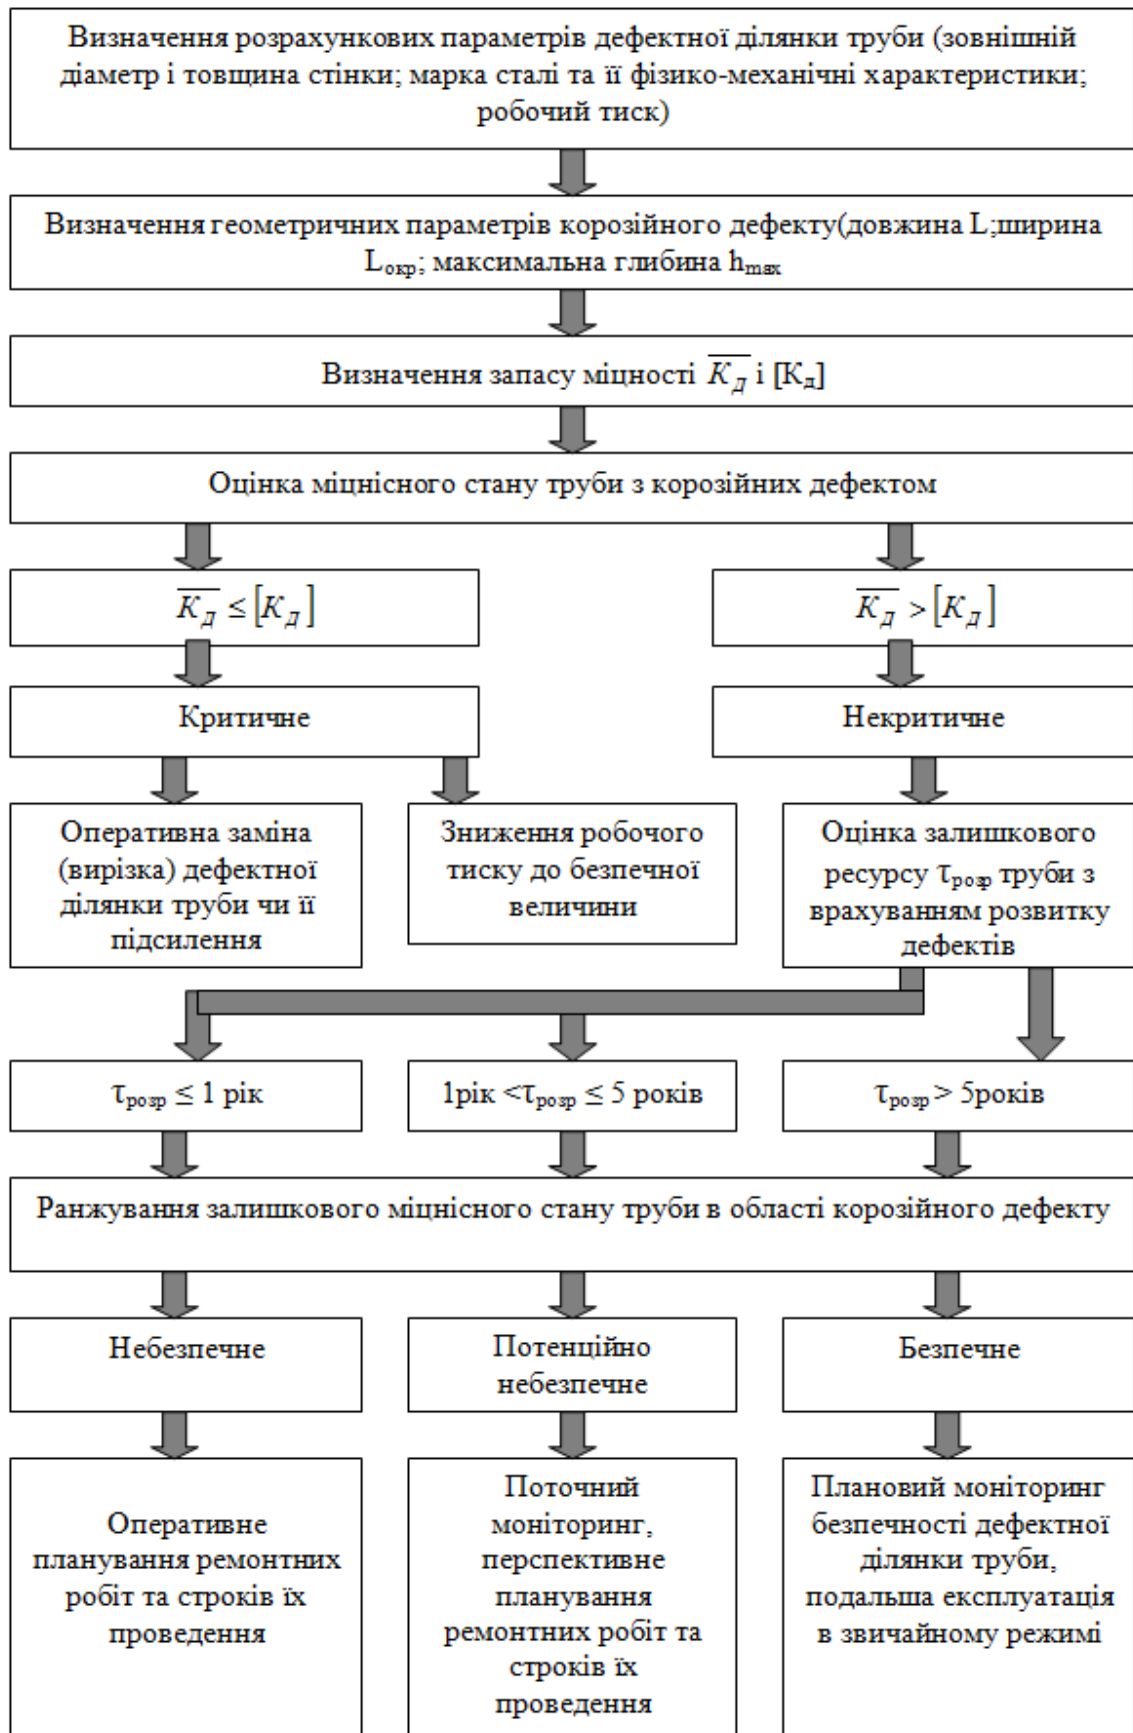 Визначення розрахункових параметрів дефектної ділянки труби (зовнішній
діаметр і товщина стінки; марка сталі та її фізико-механічні характеристики;
робочий тиск)
Визначення геометричних параметрів корозійного дефекту(довжина L;ширина
Lокр; максимальна глибина hmax
Визначення запасу міцності K̅Д і [Кд]
Оцінка міцнісного стану труби з корозійних дефектом
K̅Д ≤ [KД]
K̅Д > [KД]
Критичне
Некритичне
Оперативна заміна
(вирізка) дефектної
ділянки труби чи її
підсилення
Зниження робочого
тиску до безпечної
величини
Оцінка залишкового
ресурсу τрозр труби з
врахуванням розвитку
дефектів
τрозр ≤ 1 рік
1рік <τрозр ≤ 5 років
τрозр > 5років
Ранжування залишкового міцнісного стану труби в області корозійного дефекту
Небезпечне
Потенційно
небезпечне
Безпечне
Оперативне
планування ремонтних
робіт та строків їх
проведення
Поточний
моніторинг,
перспективне
планування
ремонтних робіт та
строків їх
проведення
Плановий моніторинг
безпечності дефектної
ділянки труби,
подальша експлуатація
в звичайному режимі